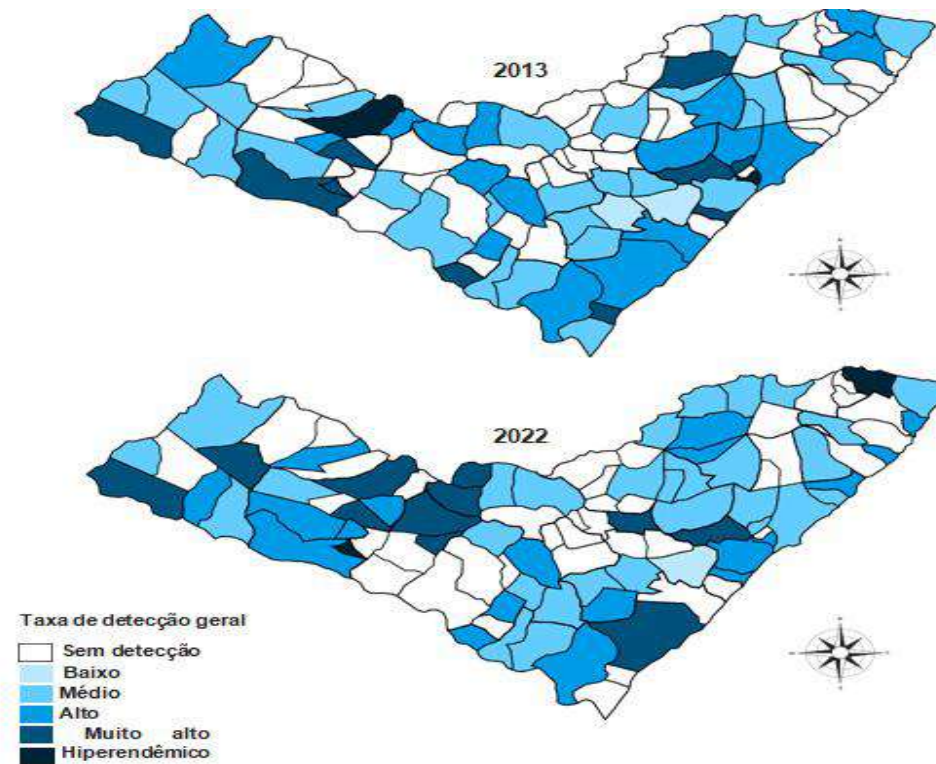 2013
2022
Taxa de detecção geral
Sem detecção
Baixo
Médio
Alto
Muito alto
Hiperendêmico